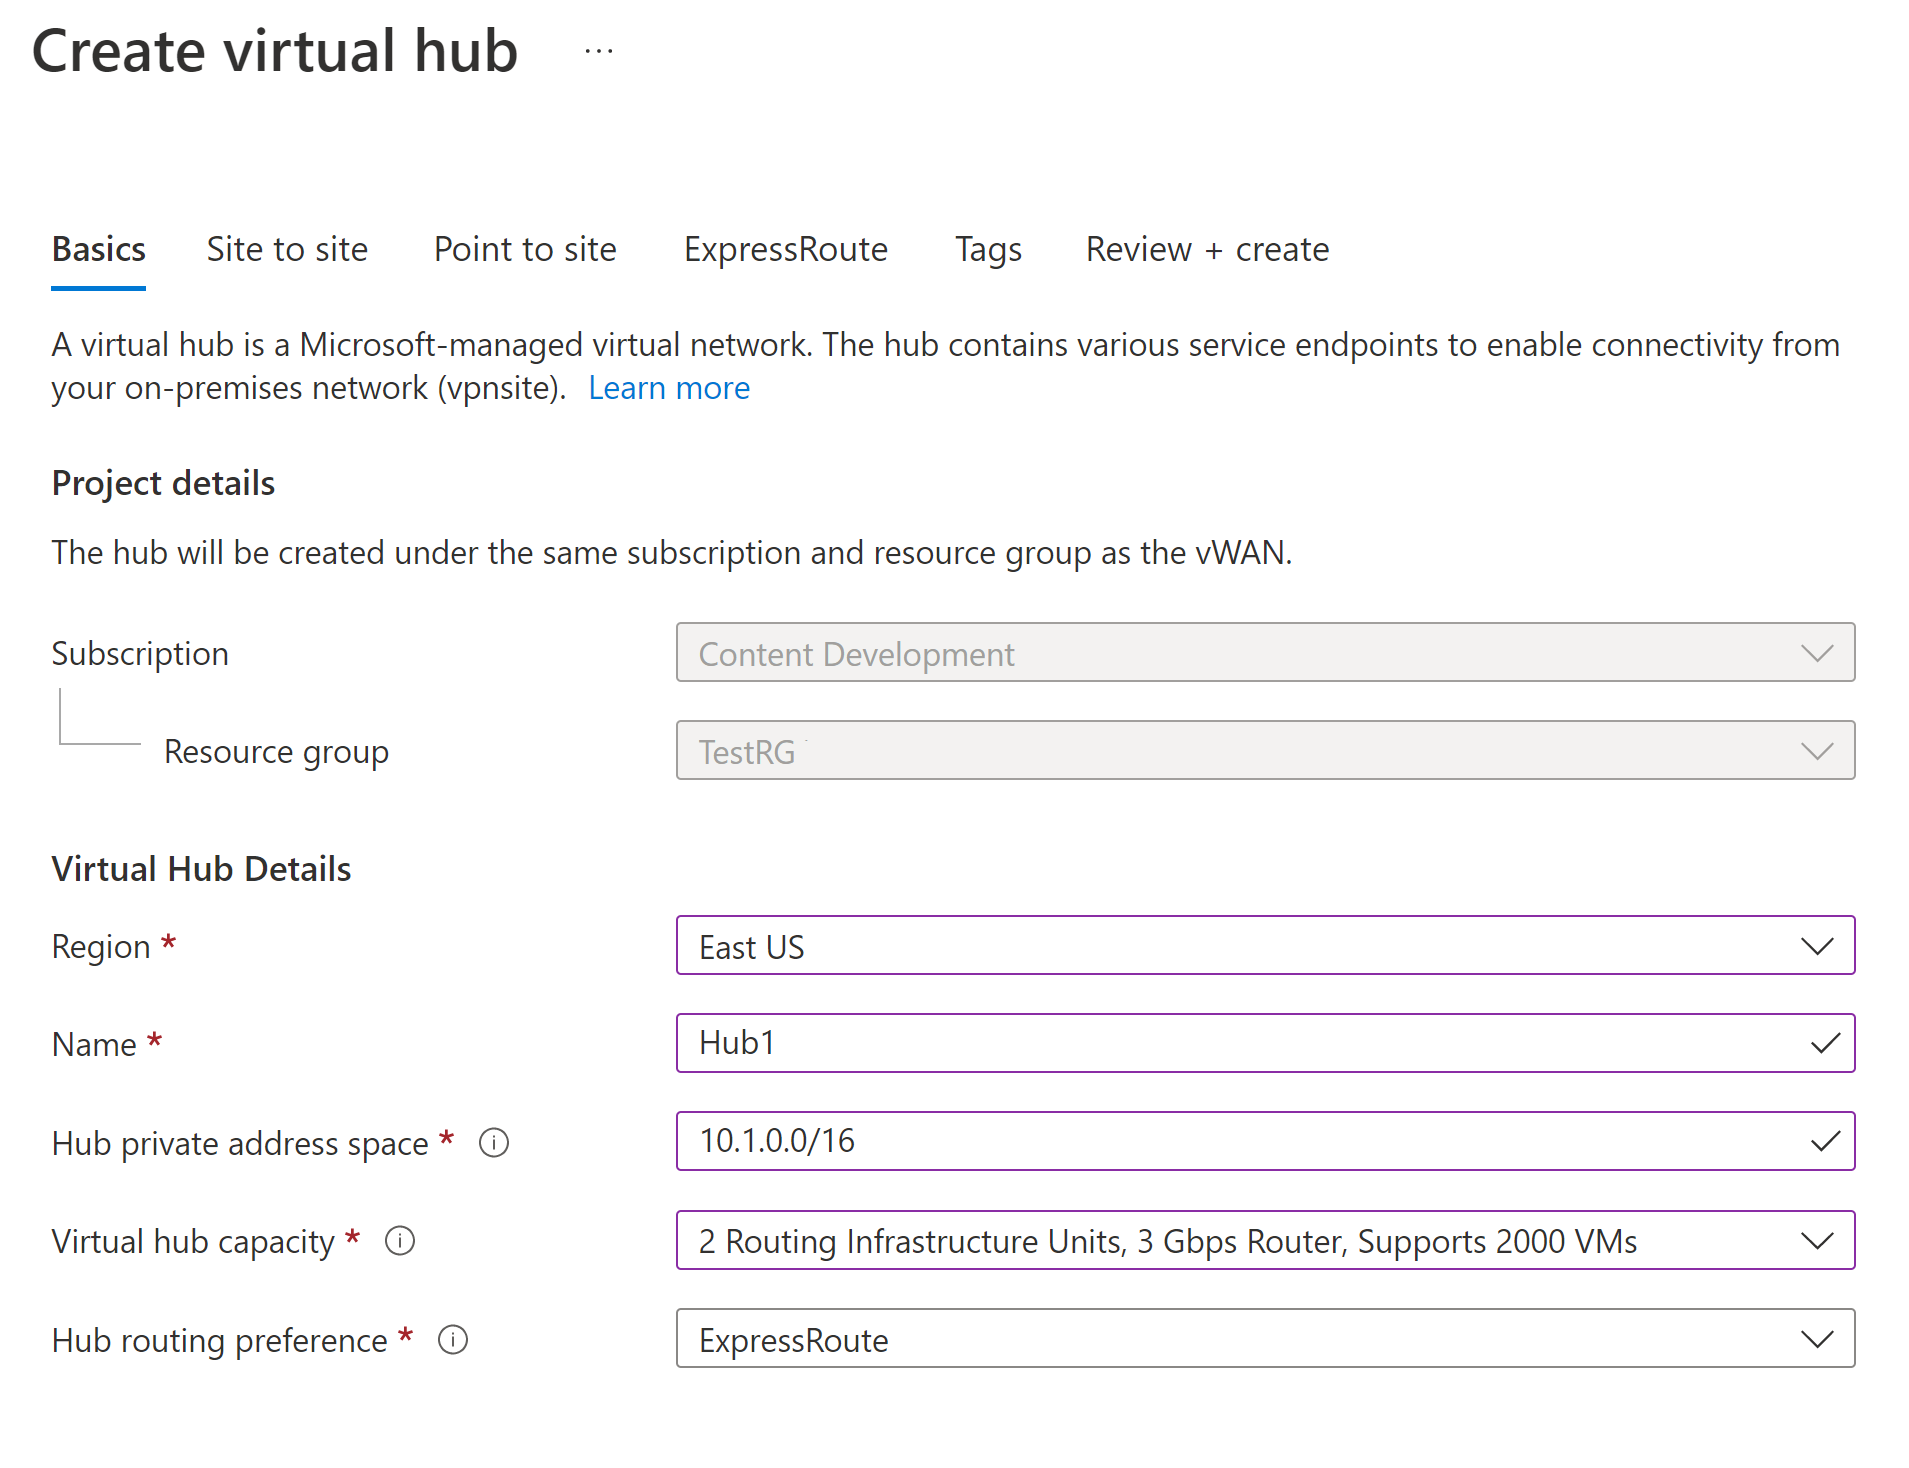 Create virtual hub ...
Basics Site to site Point to site ExpressRoute Tags Review + create
A virtual hub is a Microsoft-managed virtual network. The hub contains various service endpoints to enable connectivity from
your on-premises network (vpnsite). Learn more
Project details
The hub will be created under the same subscription and resource group as the vWAN.
Subscription Content Development
Resource group TestRG
Virtual Hub Details
Region * East US
Name * Hub1
Hub private address space * 10.1.0.0/16
Virtual hub capacity * 2 Routing Infrastructure Units, 3 Gbps Router, Supports 2000 VMs
Hub routing preference * ExpressRoute